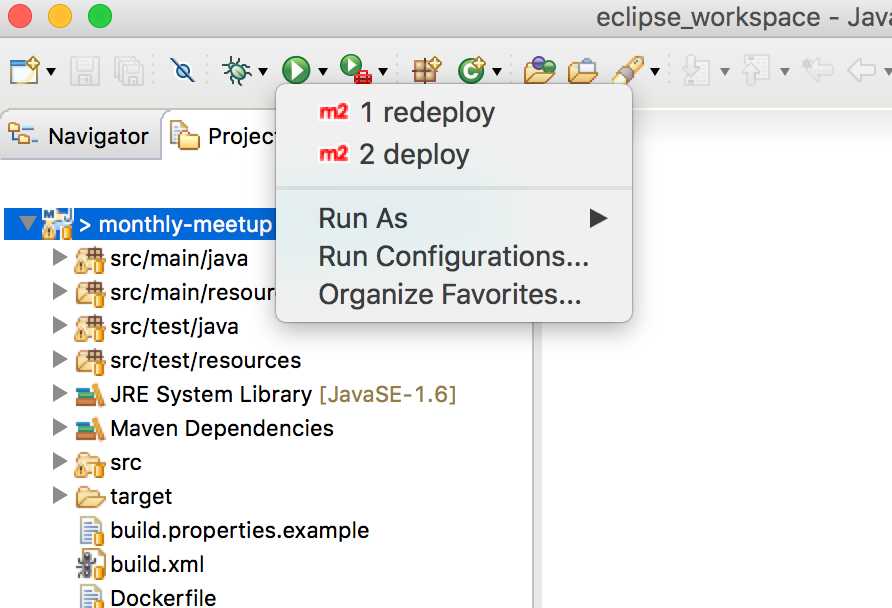 eclipse_workspace - Java
Navigator
Project
m2 1 redeploy
m2 2 deploy
Run As
Run Configurations...
Organize Favorites...
> monthly-meetup
src/main/java
src/main/resour
src/test/java
src/test/resources
JRE System Library [JavaSE-1.6]
Maven Dependencies
src
target
build.properties.example
build.xml
Dockerfile